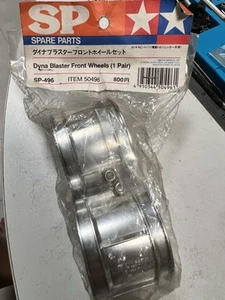 SP
SPARE PARTS
ダイナブラスターフロントホイールセット
Dyna Blaster Front Wheels (1 Pair)
SP-496 ITEM 50496 800円